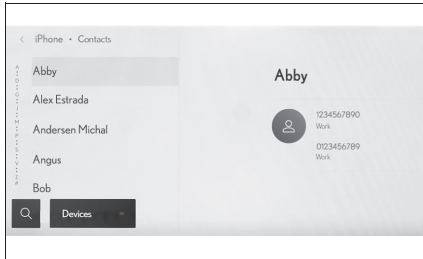 iPhone • Contacts
Abby
Alex Estrada
Andersen Michal
Angus
Bob
Devices
A
D
G
J
M
P
S
V
Z
#
Abby
1234567890
Work
0123456789
Work